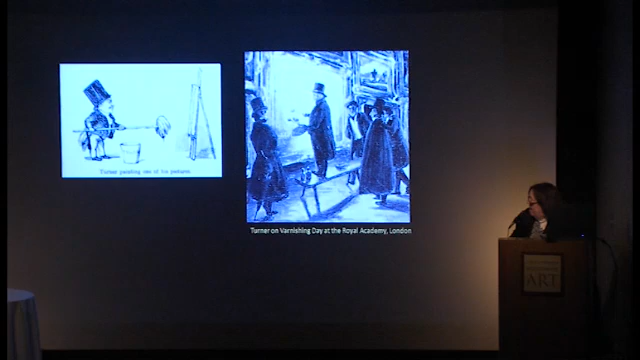 Turner painting one of his pictures.
Turner on Varnishing Day at the Royal Academy, London
ART